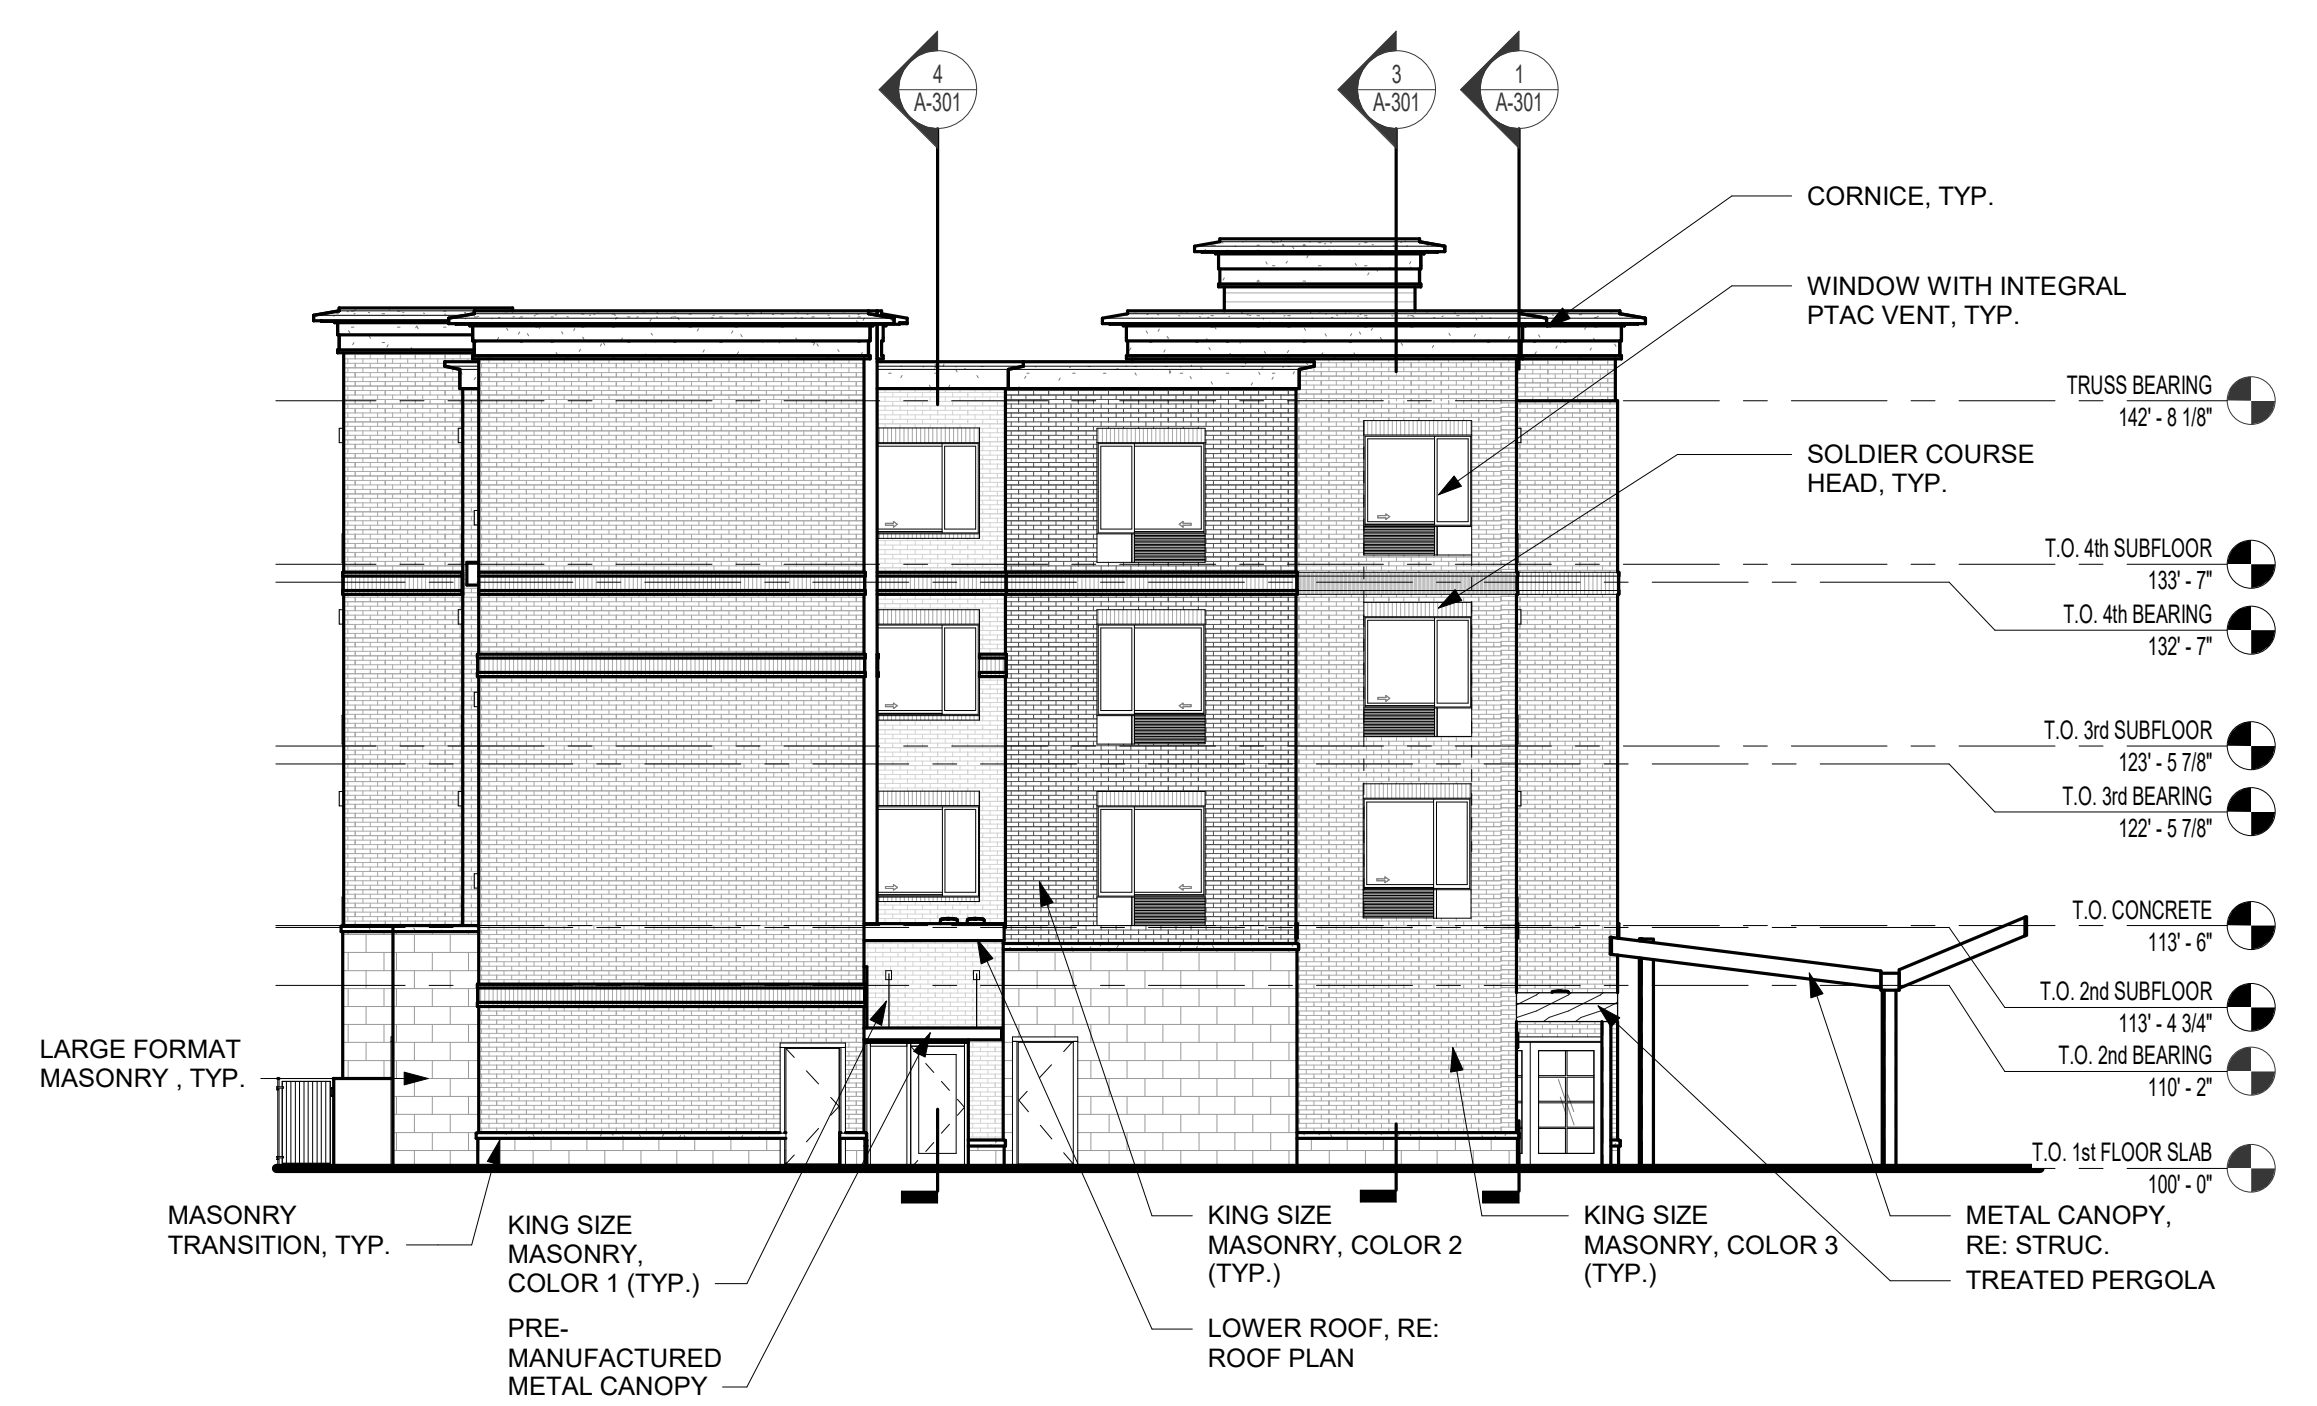 4
A-301
3
A-301
1
A-301
CORNICE, TYP.
WINDOW WITH INTEGRAL
PTAC VENT, TYP.
TRUSS BEARING
142' - 8 1/8"
SOLDIER COURSE
HEAD, TYP.
T.O. 4th SUBFLOOR
133' - 7"
T.O. 4th BEARING
132' - 7"
T.O. 3rd SUBFLOOR
123' - 5 7/8"
T.O. 3rd BEARING
122' - 5 7/8"
T.O. CONCRETE
113' - 6"
T.O. 2nd SUBFLOOR
113' - 4 3/4"
T.O. 2nd BEARING
110' - 2"
T.O. 1st FLOOR SLAB
100' - 0"
LARGE FORMAT
MASONRY , TYP.
MASONRY
TRANSITION, TYP.
KING SIZE
MASONRY,
COLOR 1 (TYP.)
PRE-
MANUFACTURED
METAL CANOPY
KING SIZE
MASONRY, COLOR 2
(TYP.)
LOWER ROOF, RE:
ROOF PLAN
KING SIZE
MASONRY, COLOR 3
(TYP.)
METAL CANOPY,
RE: STRUC.
TREATED PERGOLA